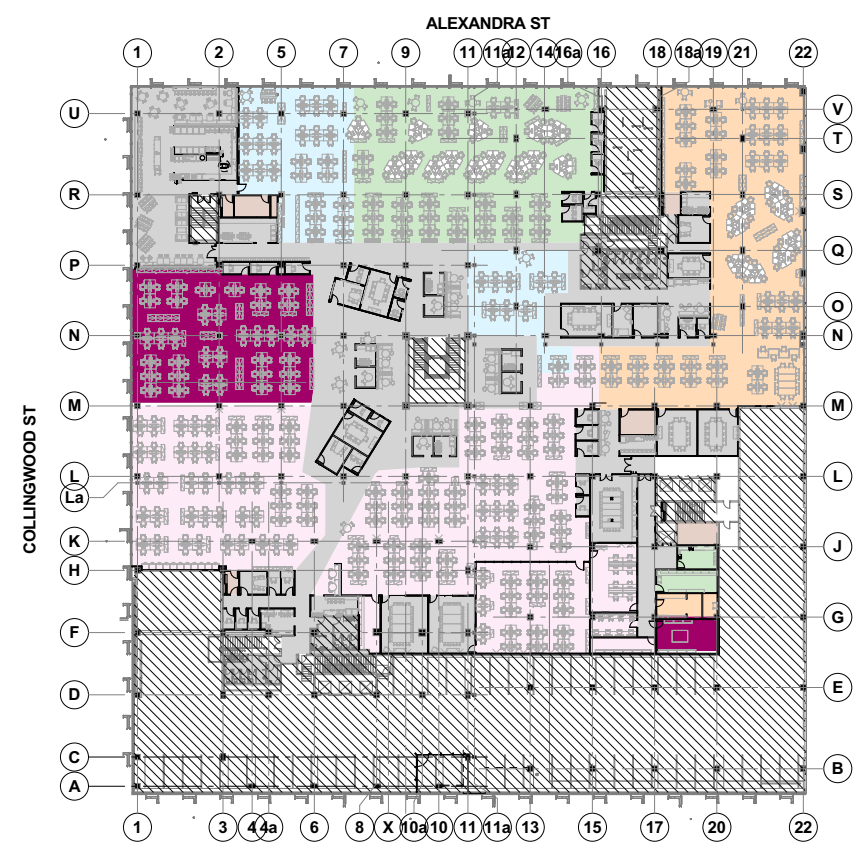 ALEXANDRA ST
1 2 5 7 9 11 11a 12 14 16a 16 18 18a 19 21 22
U V
T
R S
P Q
O
N N
M M
L L
La
K J
H
F G
D E
C B
A
COLLINGWOOD ST
1 3 4 4a 6 8 X 10a 10 11 11a 13 15 17 20 22